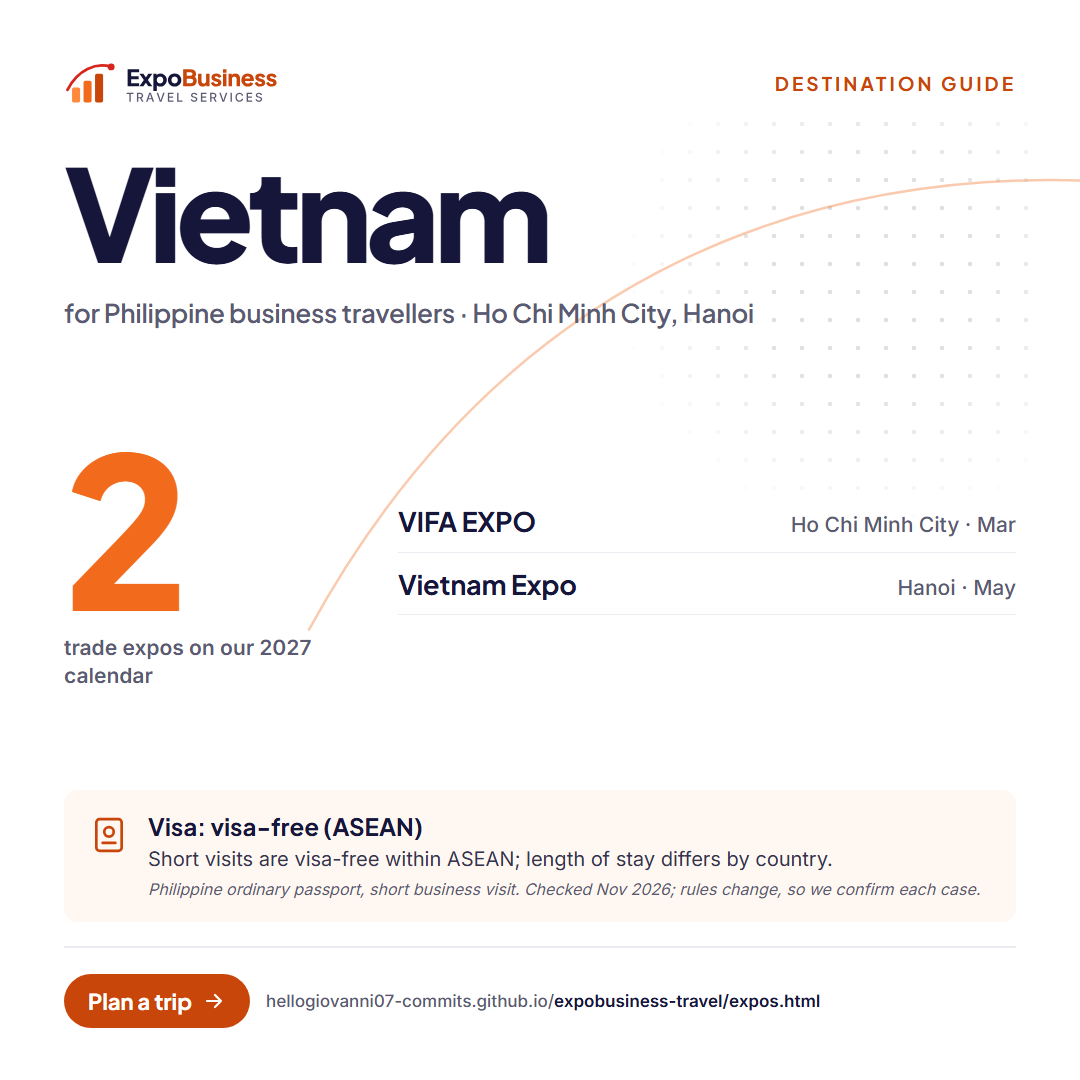 ExpoBusiness
TRAVEL SERVICES
DESTINATION GUIDE
Vietnam
for Philippine business travellers · Ho Chi Minh City, Hanoi
2
trade expos on our 2027
calendar
VIFA EXPO
Ho Chi Minh City · Mar
Vietnam Expo
Hanoi · May
Visa: visa-free (ASEAN)
Short visits are visa-free within ASEAN; length of stay differs by country.
Philippine ordinary passport, short business visit. Checked Nov 2026; rules change, so we confirm each case.
Plan a trip →
hellogiovanni07-commits.github.io/expobusiness-travel/expos.html